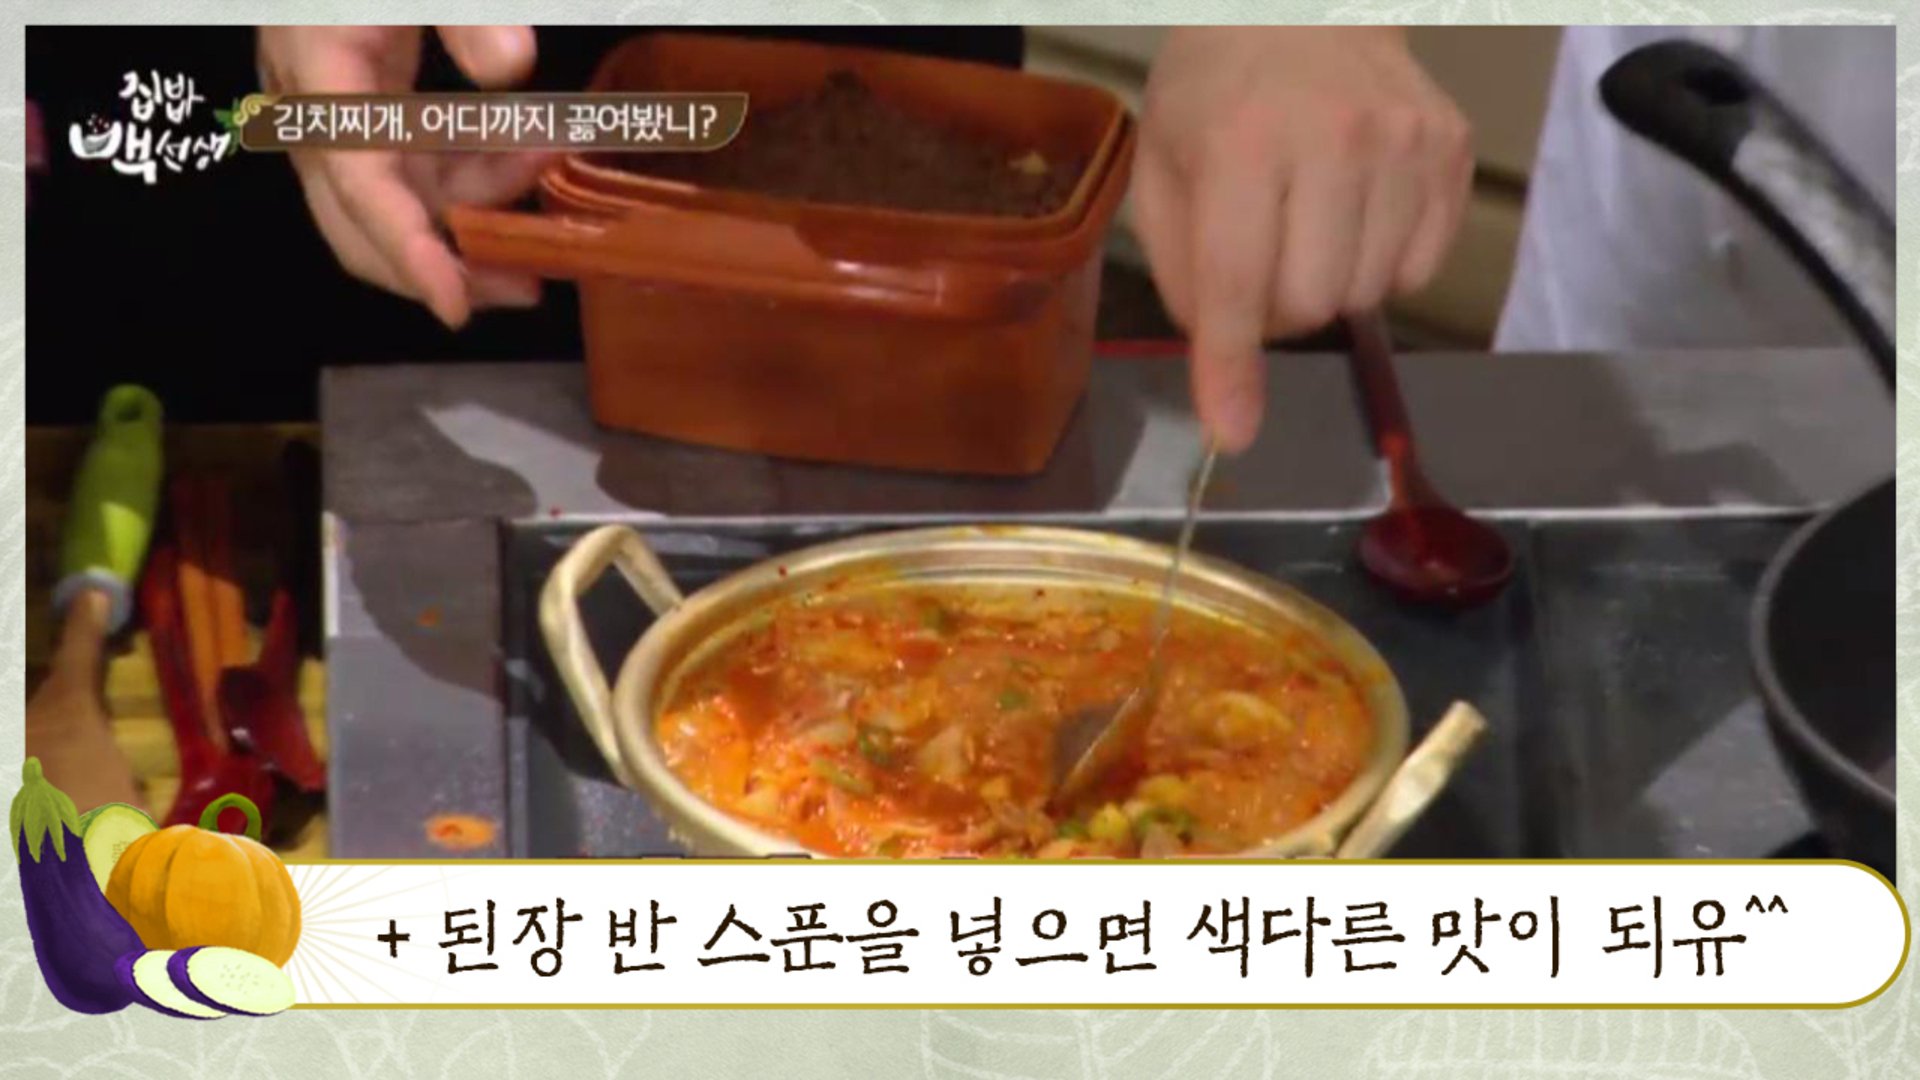 집밥
백선생
김치찌개, 어디까지 끓여봤니?
+ 된장 반 스푼을 넣으면 색다른 맛이 되유^^